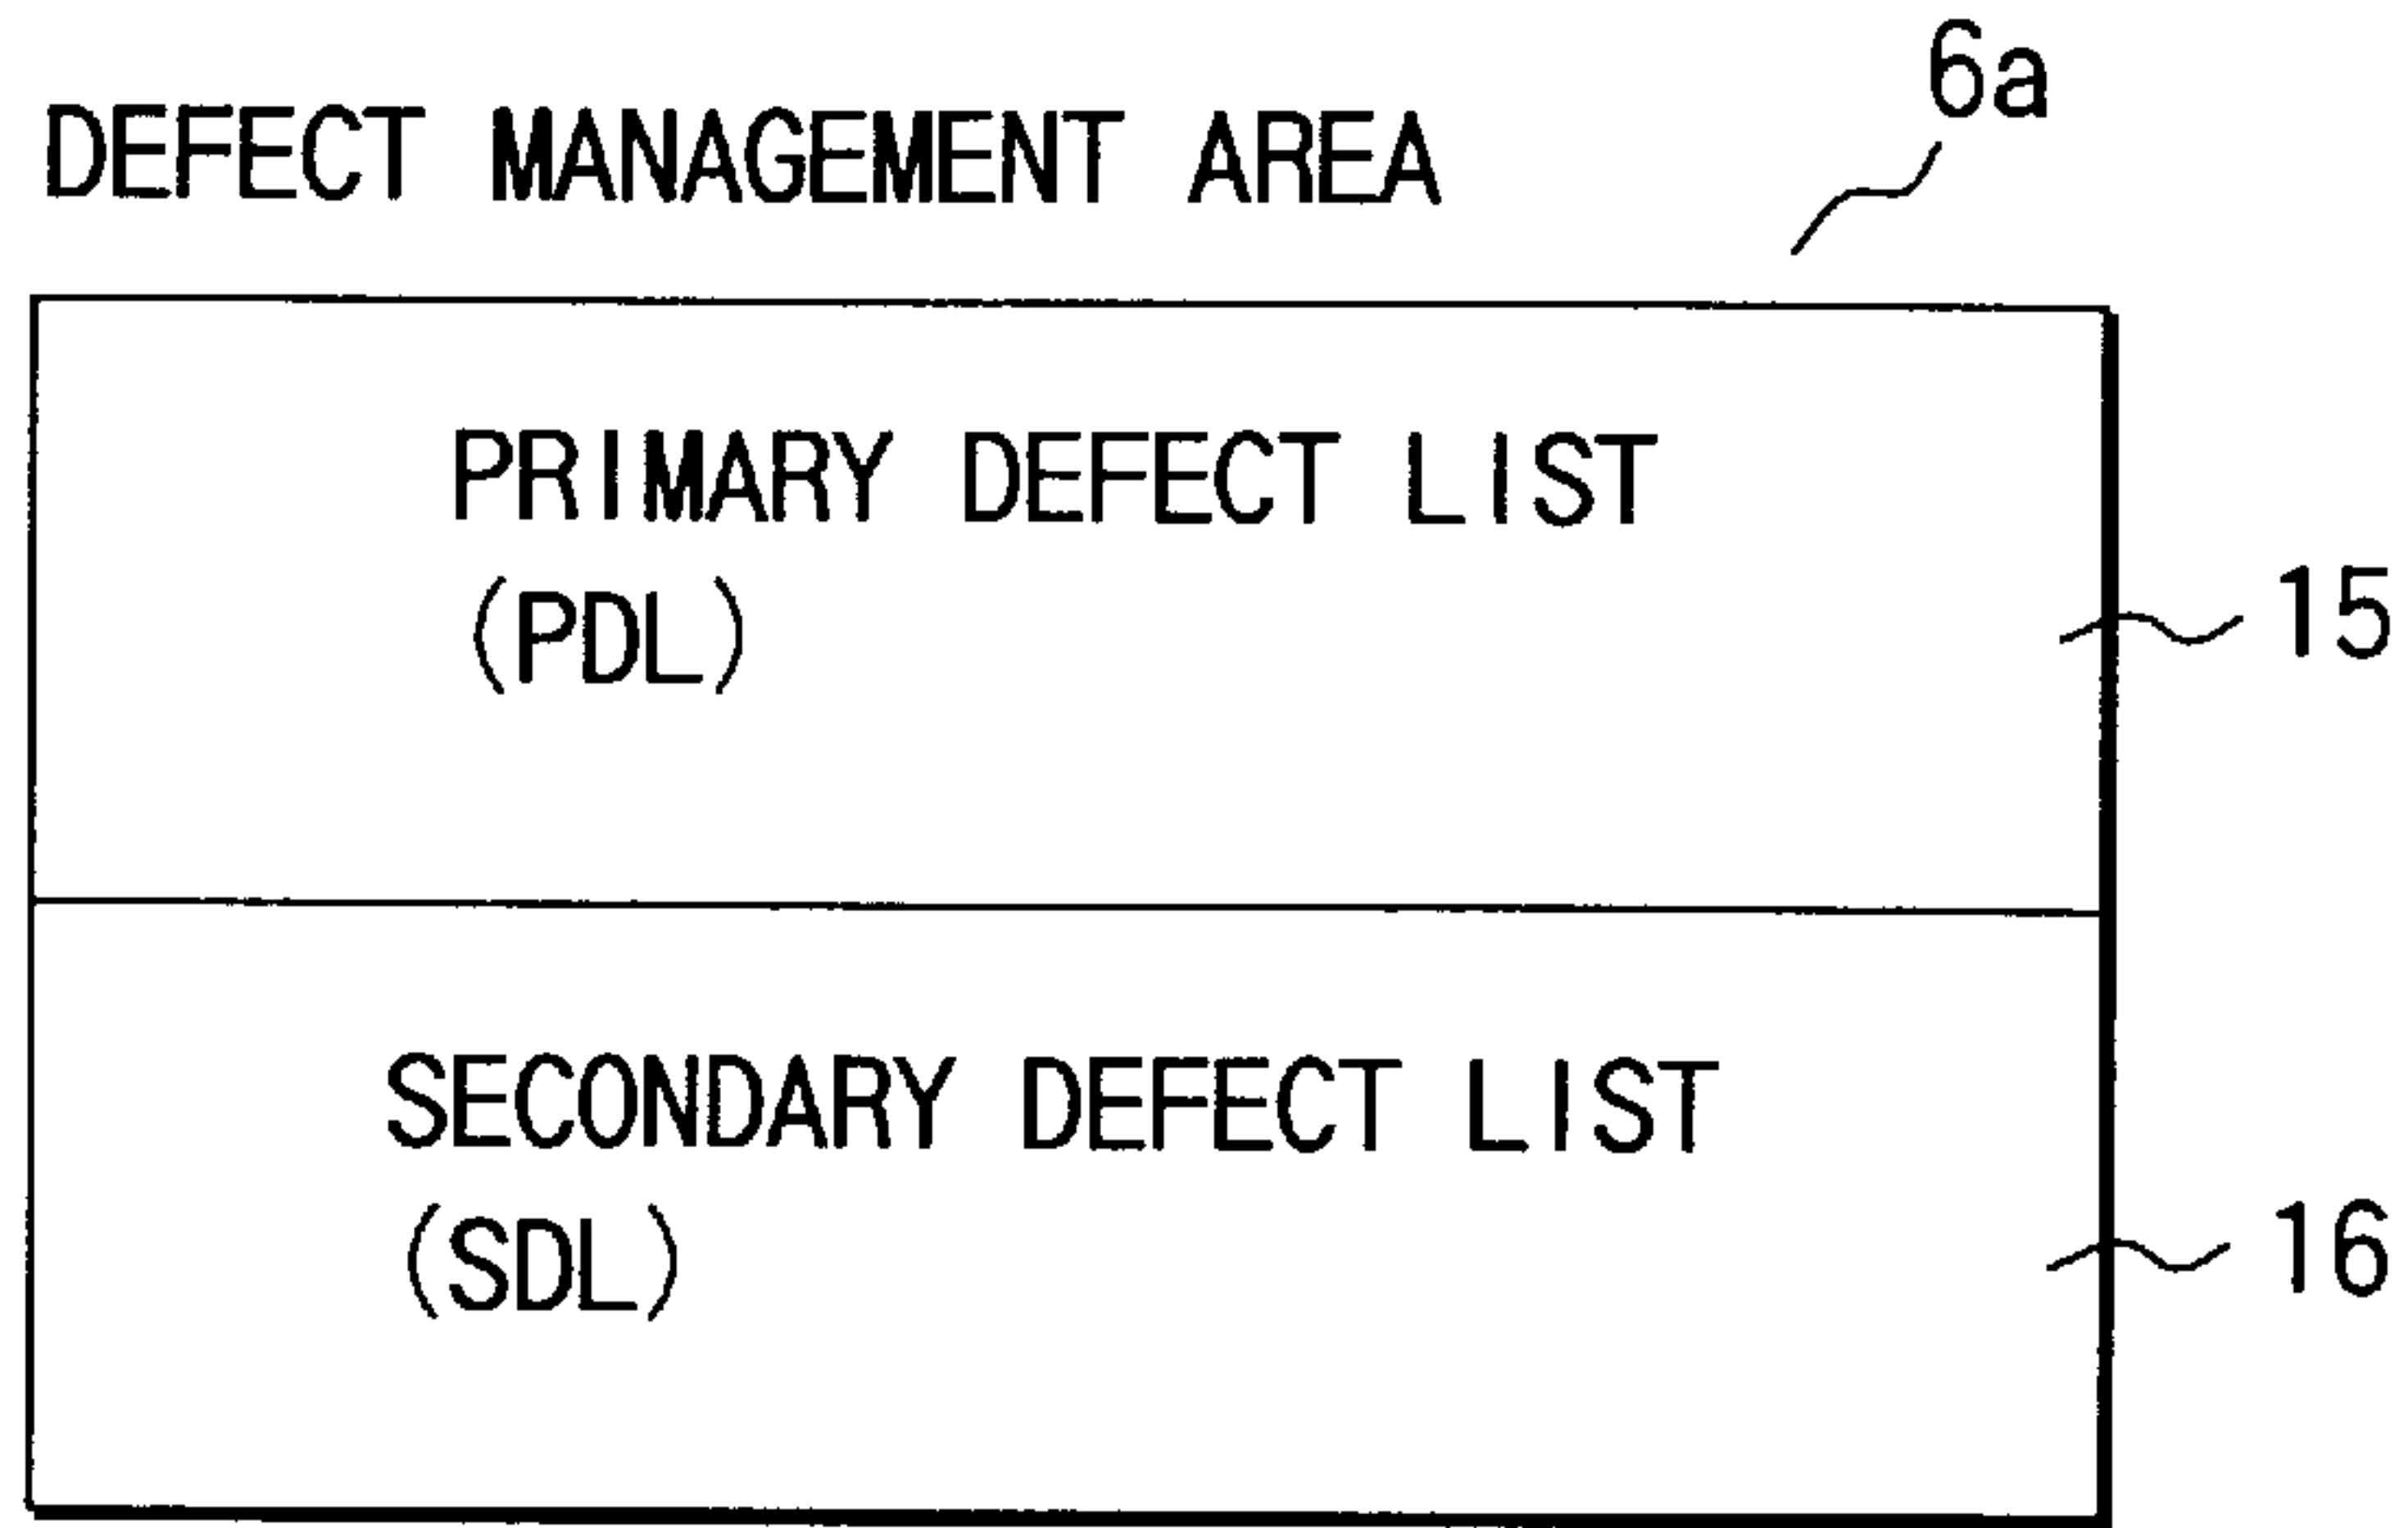 6a
DEFECT MANAGEMENT AREA
PRIMARY DEFECT LIST
(PDL)
15
SECONDARY DEFECT LIST
(SDL)
16